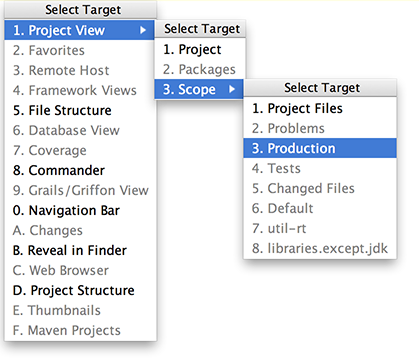 Select Target
1. Project View
2. Favorites
3. Remote Host
4. Framework Views
5. File Structure
6. Database View
7. Coverage
8. Commander
9. Grails/Griffon View
0. Navigation Bar
A. Changes
B. Reveal in Finder
C. Web Browser
D. Project Structure
E. Thumbnails
F. Maven Projects
Select Target
1. Project
2. Packages
3. Scope
Select Target
1. Project Files
2. Problems
3. Production
4. Tests
5. Changed Files
6. Default
7. util-rt
8. libraries.except.jdk